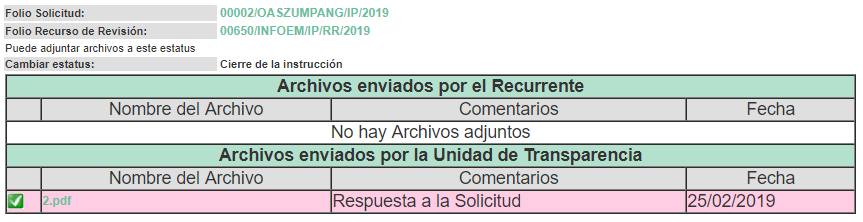 Folio Solicitud: 00002/OASZUMPANG/IP/2019
Folio Recurso de Revisión: 00650/INFOEM/IP/RR/2019
Puede adjuntar archivos a este estatus
Cambiar estatus: Cierre de la instrucción
Archivos enviados por el Recurrente
Nombre del Archivo Comentarios Fecha
No hay Archivos adjuntos
Archivos enviados por la Unidad de Transparencia
Nombre del Archivo Comentarios Fecha
2.pdf Respuesta a la Solicitud 25/02/2019